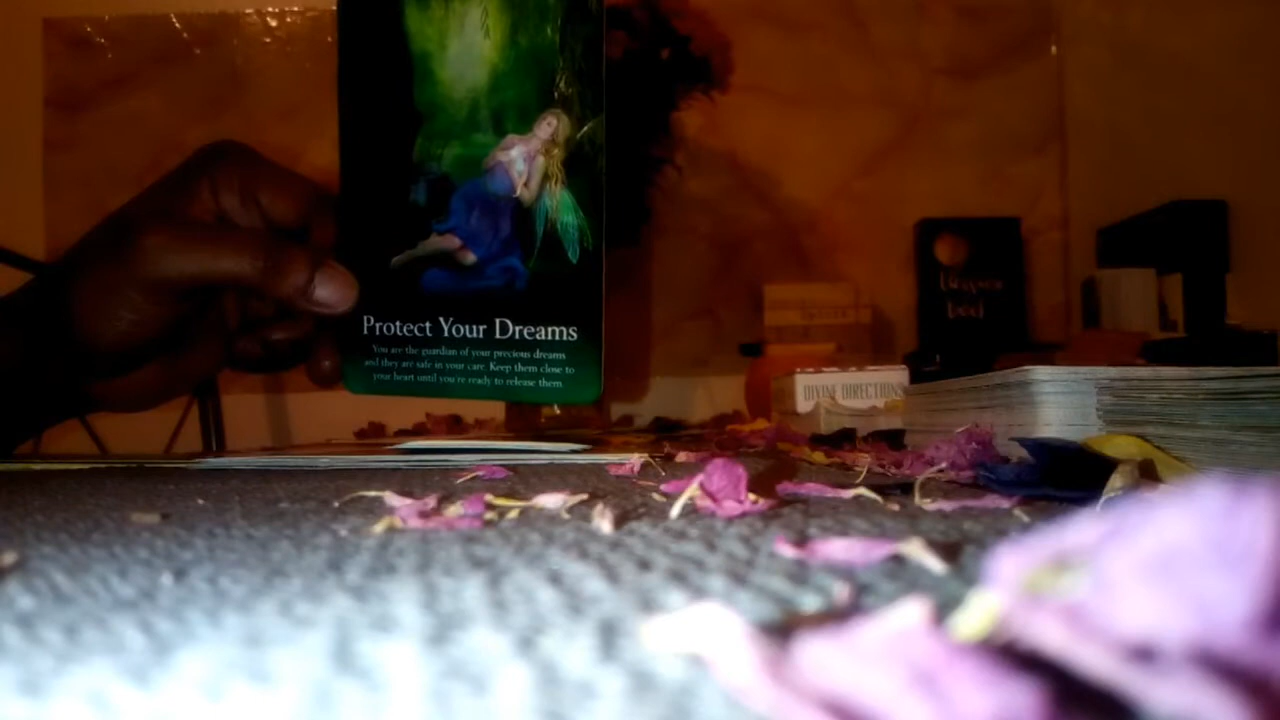 Protect Your Dreams
You are the guardian of your precious dreams
and they are safe in your care. Keep them close to
your heart until you're ready to release them.
DIVINE DIRECTIONS